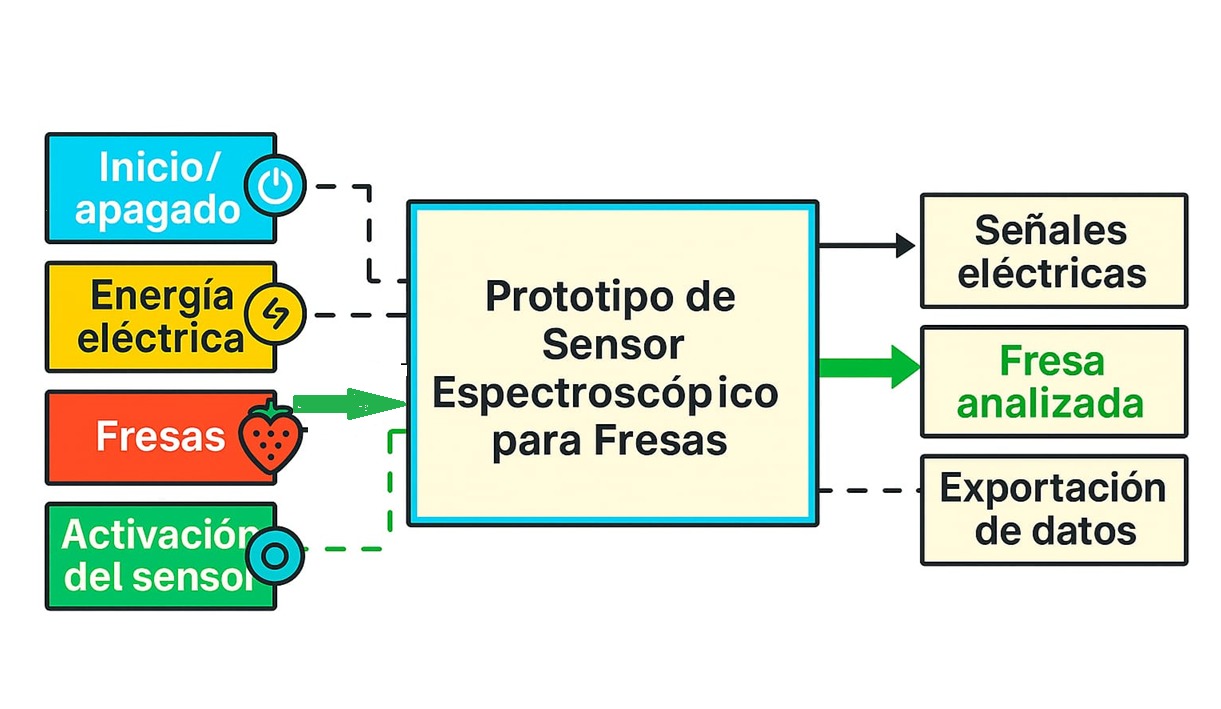 Inicio/
apagado
Energía
eléctrica
Fresas
Activación
del sensor
Prototipo de
Sensor
Espectroscópico
para Fresas
Señales
eléctricas
Fresa
analizada
Exportación
de datos